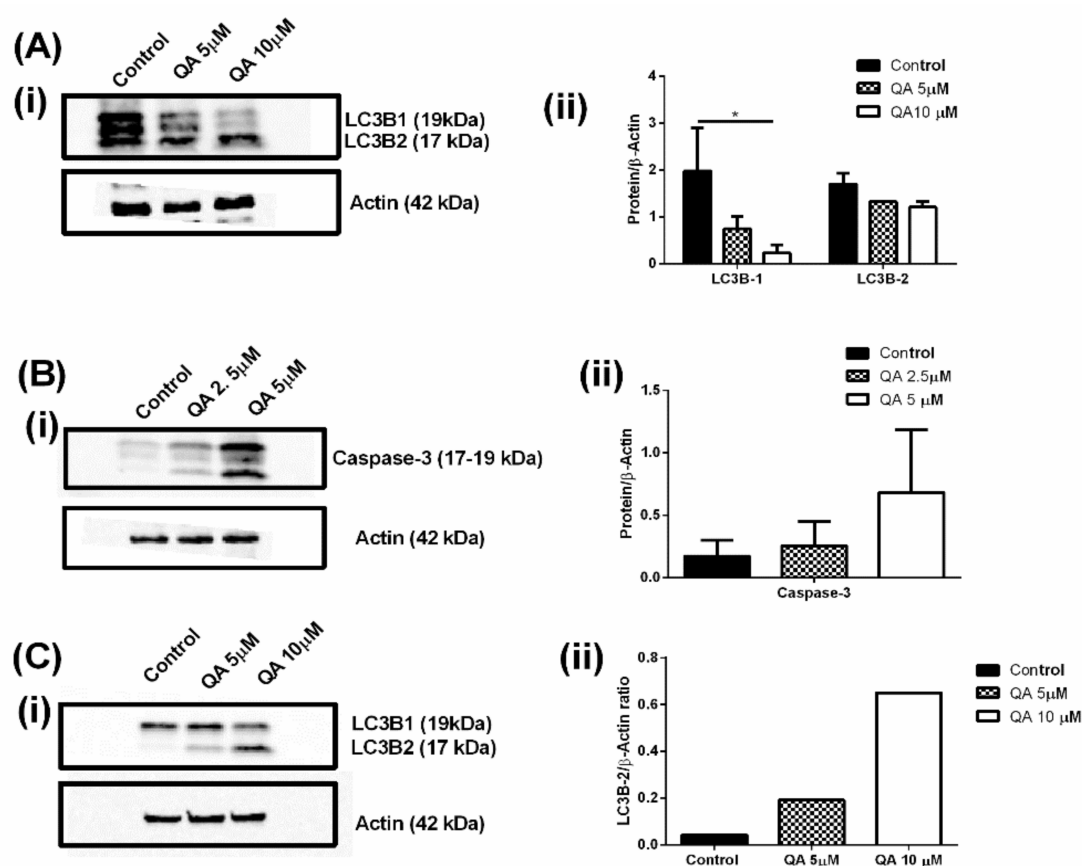 (A)
Control QA 5μM QA 10μM
(i)
LC3B1 (19kDa)
LC3B2 (17 kDa)
Actin (42 kDa)
(ii)
Control
QA 5μM
QA10 μM
Protein/β-Actin
4
3
2
1
0
*
LC3B-1 LC3B-2
(B)
Control QA 2. 5μM QA 5μM
(i)
Caspase-3 (17-19 kDa)
Actin (42 kDa)
(ii)
Control
QA 2.5μM
QA 5 μM
Protein/β-Actin
1.5
1.0
0.5
0.0
Caspase-3
(C)
Control QA 5μM QA 10μM
(i)
LC3B1 (19kDa)
LC3B2 (17 kDa)
Actin (42 kDa)
(ii)
Control
QA 5μM
QA 10 μM
LC3B-2/β-Actin ratio
0.8
0.6
0.4
0.2
0.0
Control QA 5μM QA 10 μM